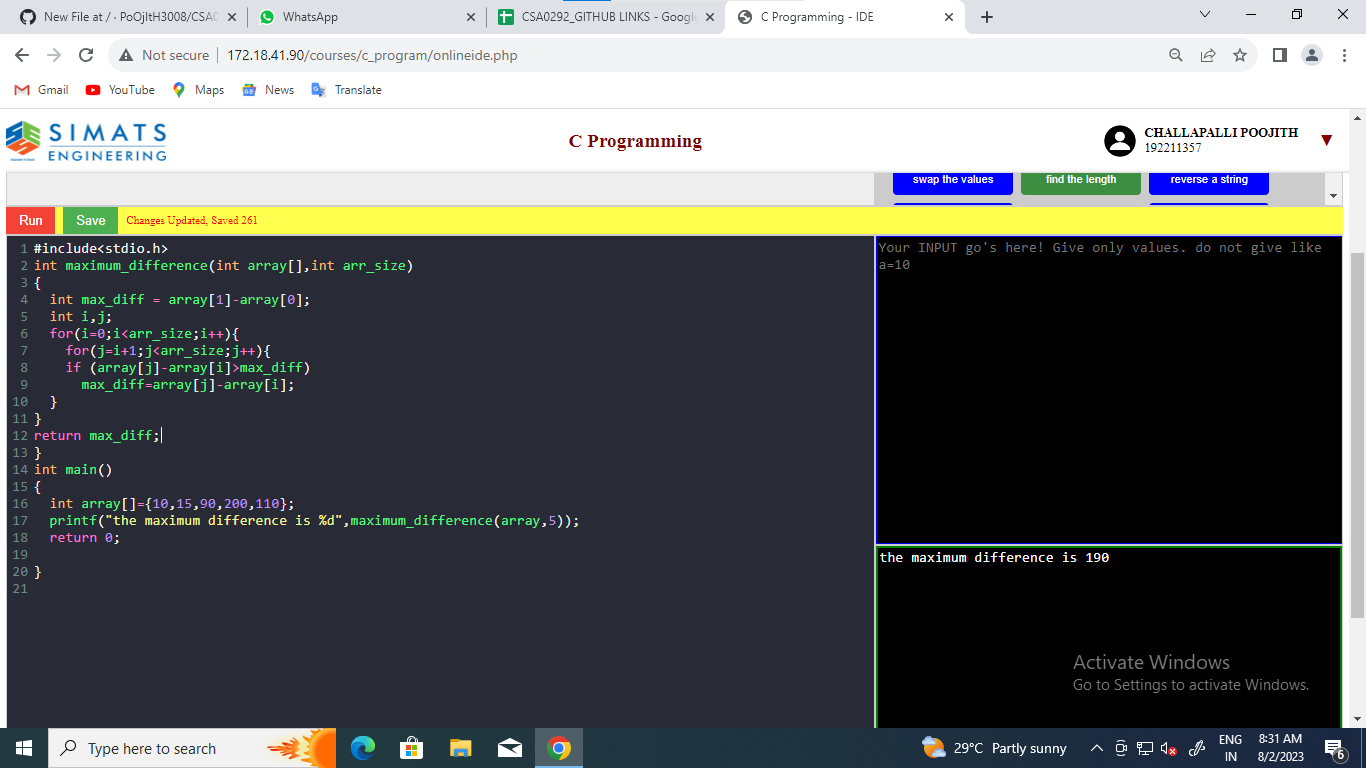 New File at / · PoOjItH3008/CSA0
WhatsApp
CSA0292_GITHUB LINKS - Google
C Programming - IDE
Not secure
172.18.41.90/courses/c_program/onlineide.php
Gmail
YouTube
Maps
News
Translate
SIMATS
ENGINEERING
C Programming
CHALLAPALLI POOJITH
192211357
swap the values
find the length
reverse a string
Run
Save
Changes Updated, Saved 261
1 #include<stdio.h>
2 int maximum_difference(int array[],int arr_size)
3 {
4   int max_diff = array[1]-array[0];
5   int i,j;
6   for(i=0;i<arr_size;i++){
7     for(j=i+1;j<arr_size;j++){
8     if (array[j]-array[i]>max_diff)
9       max_diff=array[j]-array[i];
10   }
11 }
12 return max_diff;
13 }
14 int main()
15 {
16   int array[]={10,15,90,200,110};
17   printf("the maximum difference is %d",maximum_difference(array,5));
18   return 0;
19
20 }
21
Your INPUT go's here! Give only values. do not give like
a=10
the maximum difference is 190
Activate Windows
Go to Settings to activate Windows.
Type here to search
29°C Partly sunny
ENG
IN
8:31 AM
8/2/2023
6